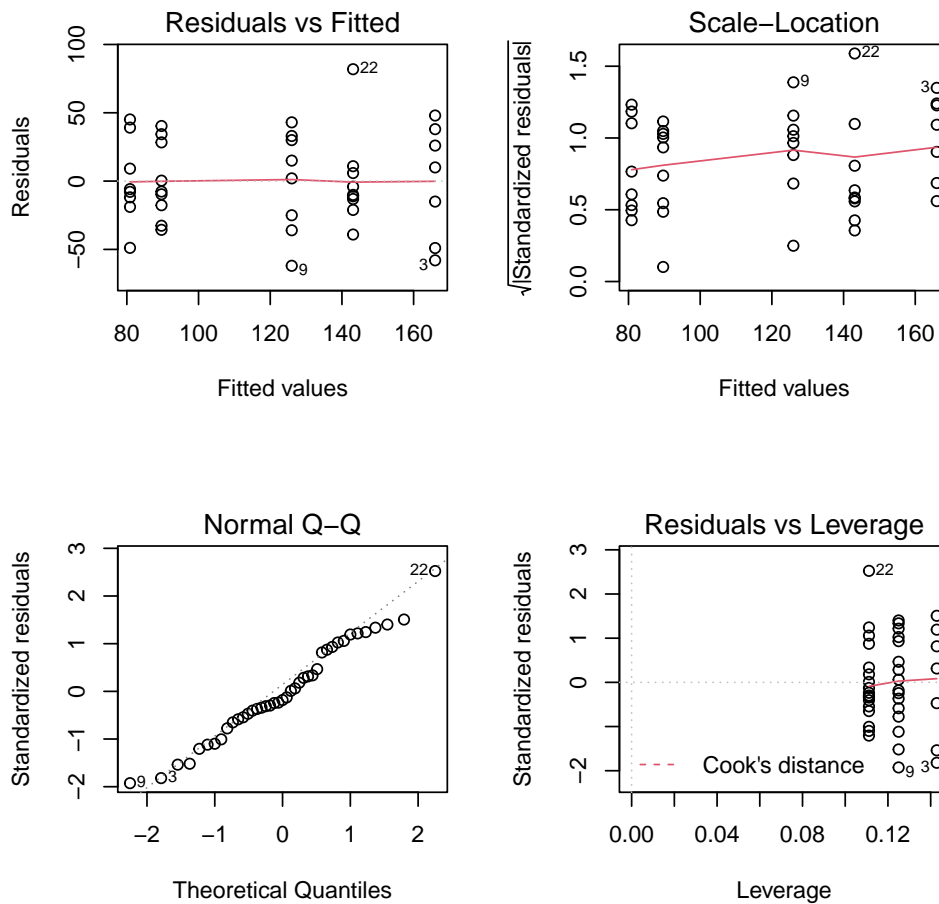 Residuals vs Fitted
Residuals
100
50
0
−50
22
9
3
80 100 120 140 160
Fitted values
Scale−Location
√|Standardized residuals|
1.5
1.0
0.5
0.0
22
9
3
80 100 120 140 160
Fitted values
Normal Q−Q
Standardized residuals
3
2
1
0
−1
−2
22
9
3
−2 −1 0 1 2
Theoretical Quantiles
Residuals vs Leverage
Standardized residuals
3
2
1
0
−2
22
Cook's distance
3
9
0.00 0.04 0.08 0.12
Leverage